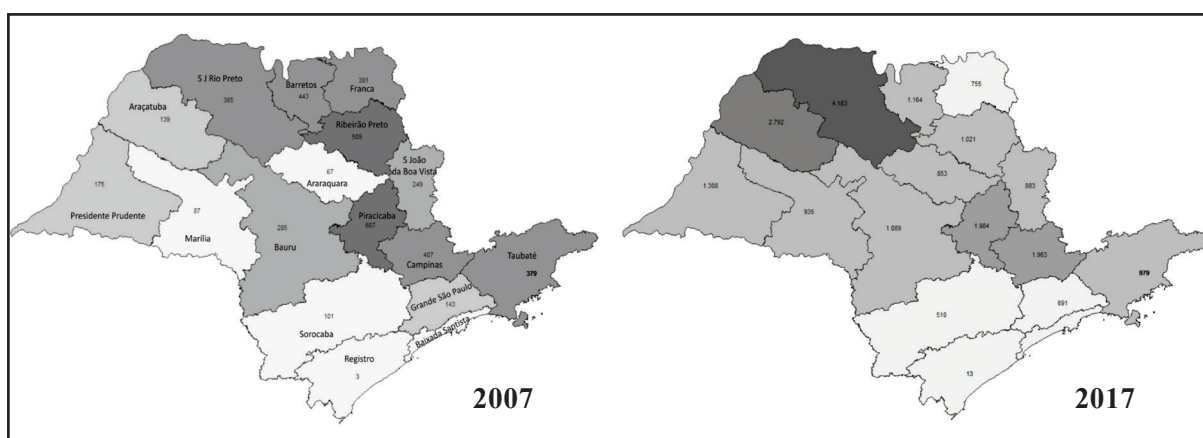 S J Rio Preto
365
Barretos
443
381
Franca
Araçatuba
139
Ribeirão Preto
509
S João
da Boa Vista
249
67
Araraquara
175
Presidente Prudente
87
Marília
Piracicaba
607
285
Bauru
407
Campinas
Taubaté
379
Grande São Paulo
143
Baixada Santista
101
Sorocaba
Registro
3
2007
755
4.183
1.164
2.792
1.021
853
883
1.398
935
1.089
1.984
1.963
979
691
510
13
2017